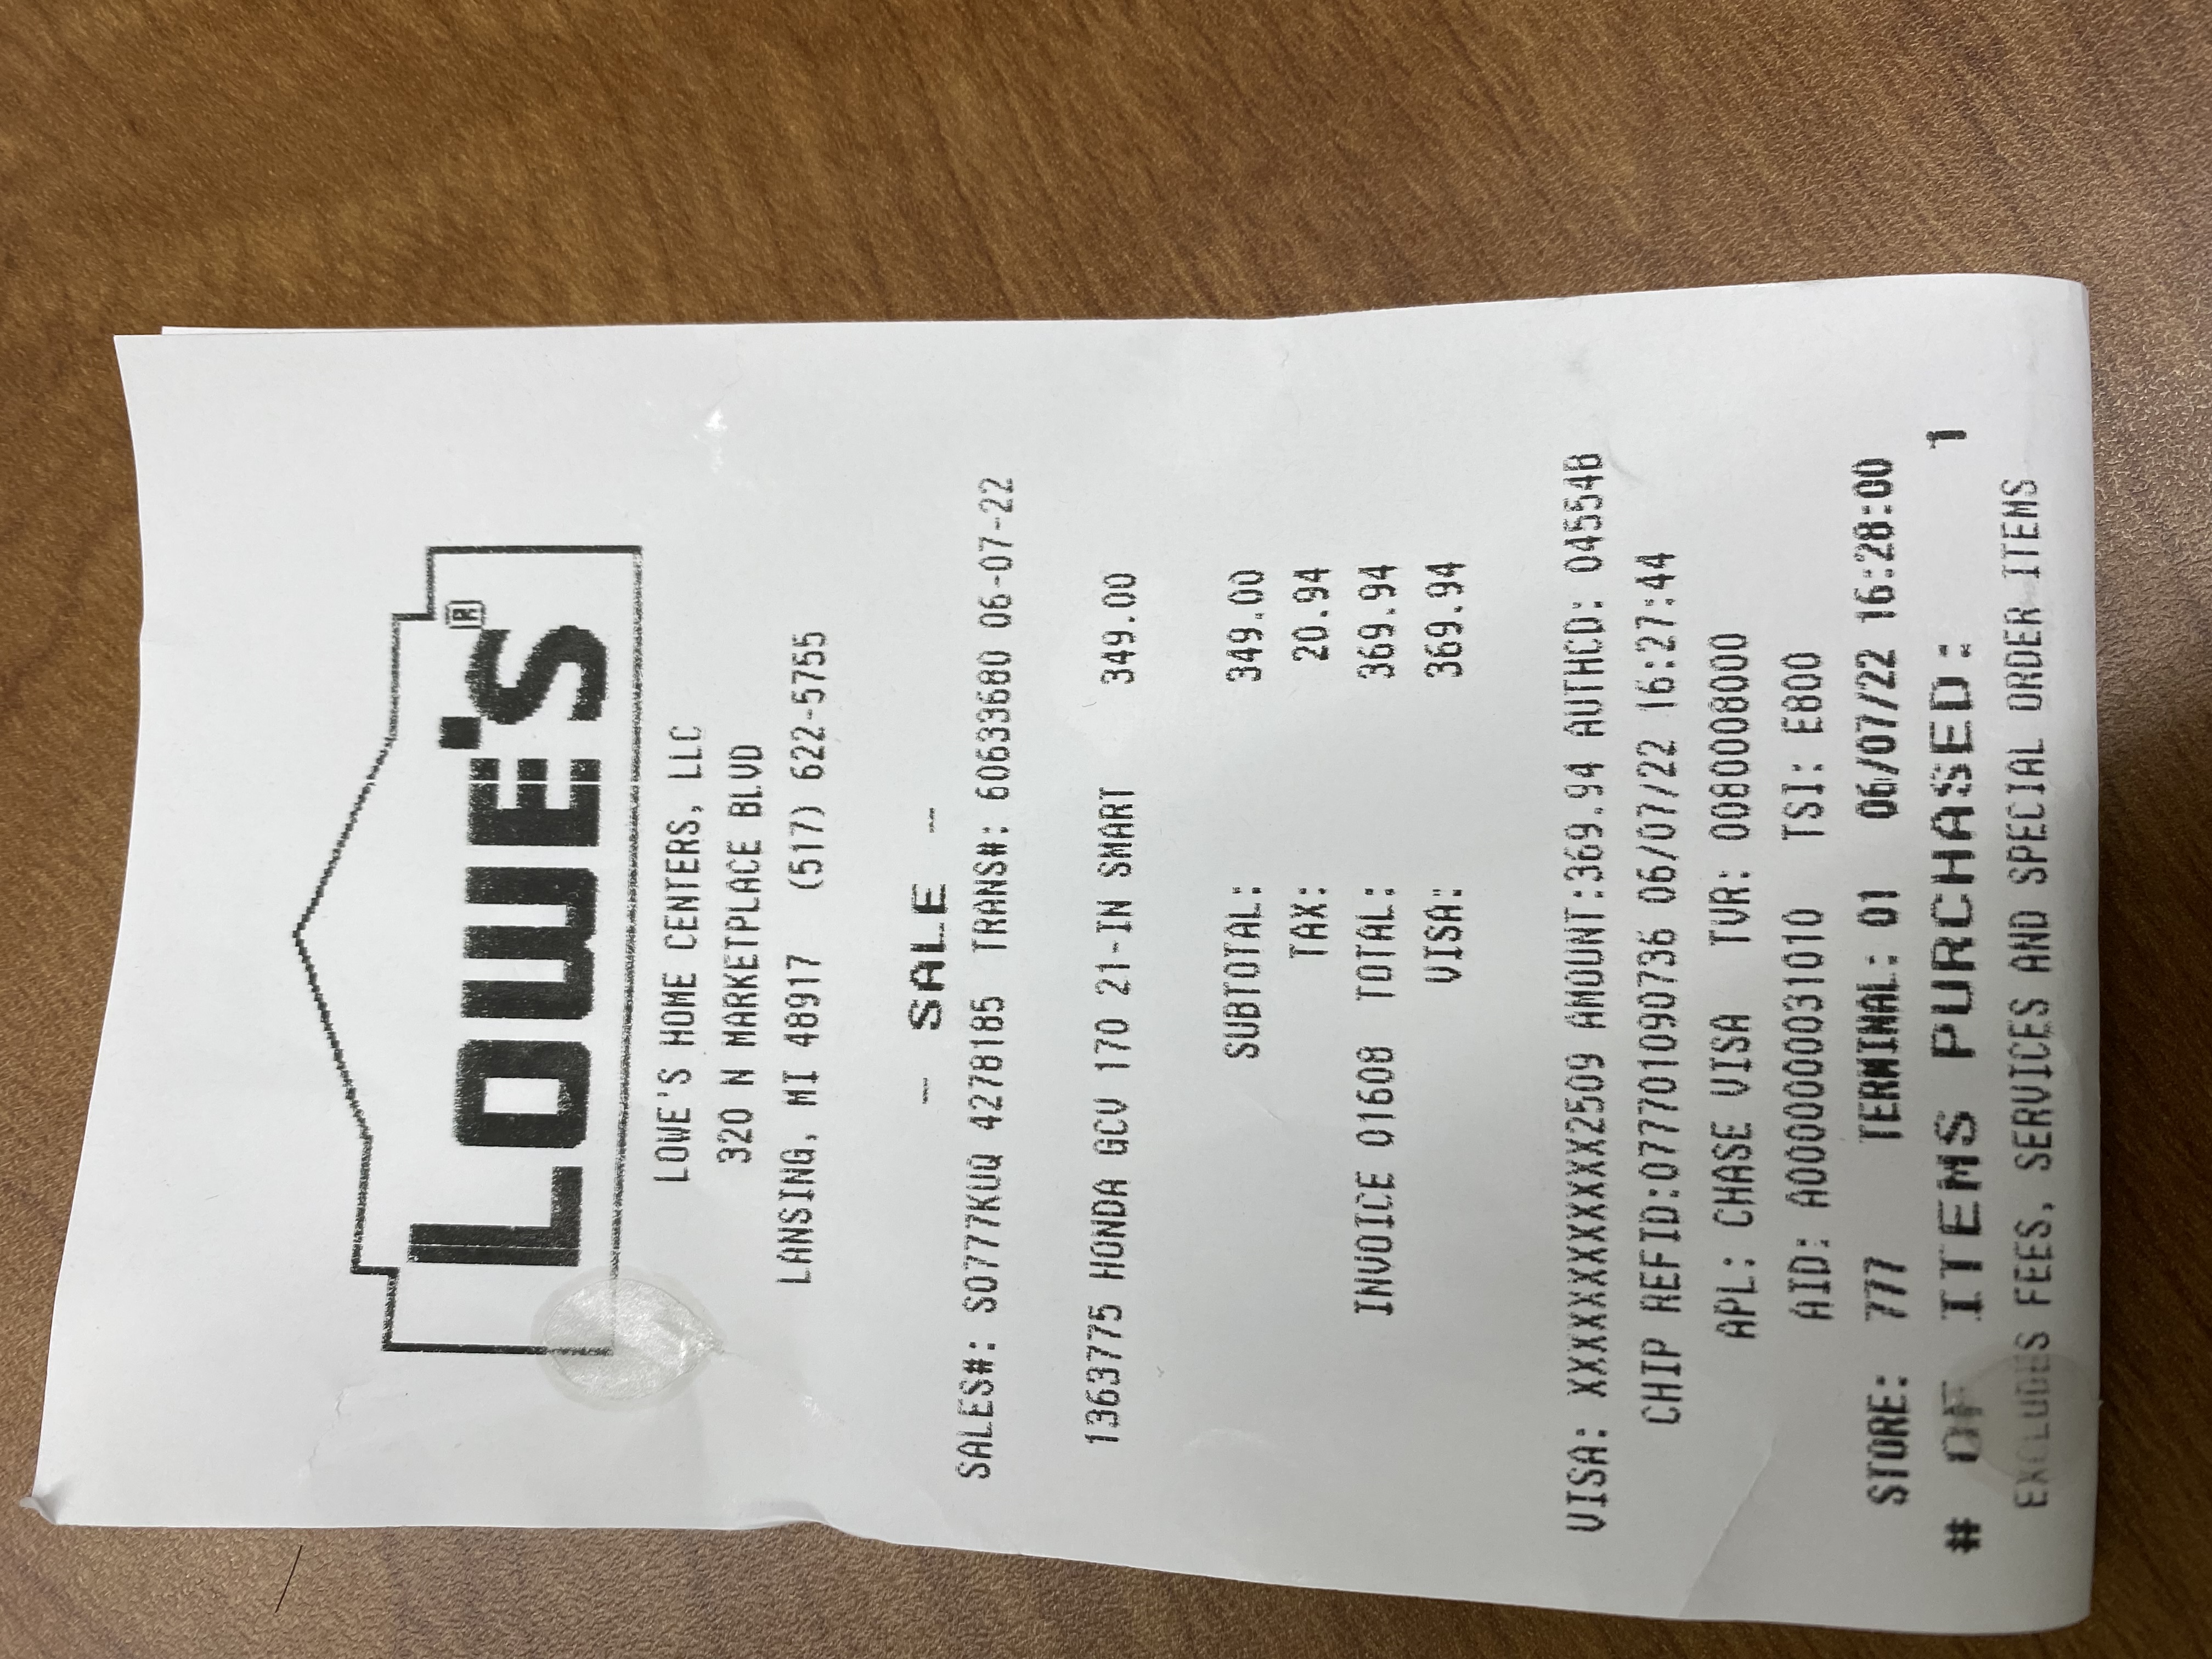 LOWE'S®
LOWE'S HOME CENTERS, LLC
320 N MARKETPLACE BLVD
LANSING, MI 48917 (517) 622-5755
- SALE -
SALES#: S0777KUQ 4278185 TRANS#: 606333680 06-07-22
1363775 HONDA GCV 170 21-IN SMART 349.00
SUBTOTAL: 349.00
TAX: 20.94
INVOICE 01608 TOTAL: 369.94
VISA: 369.94
VISA: XXXXXXXXXXXX2509 AMOUNT:369.94 AUTHCD: 04554B
CHIP REFID:077701090736 06/07/22 16:27:44
APL: CHASE VISA TVR: 0080008000
AID: A0000000031010 TSI: E800
STORE: 777 TERMINAL: 01 06/07/22 16:28:00
# OF ITEMS PURCHASED: 1
EXCLUDES FEES, SERVICES AND SPECIAL ORDER ITEMS